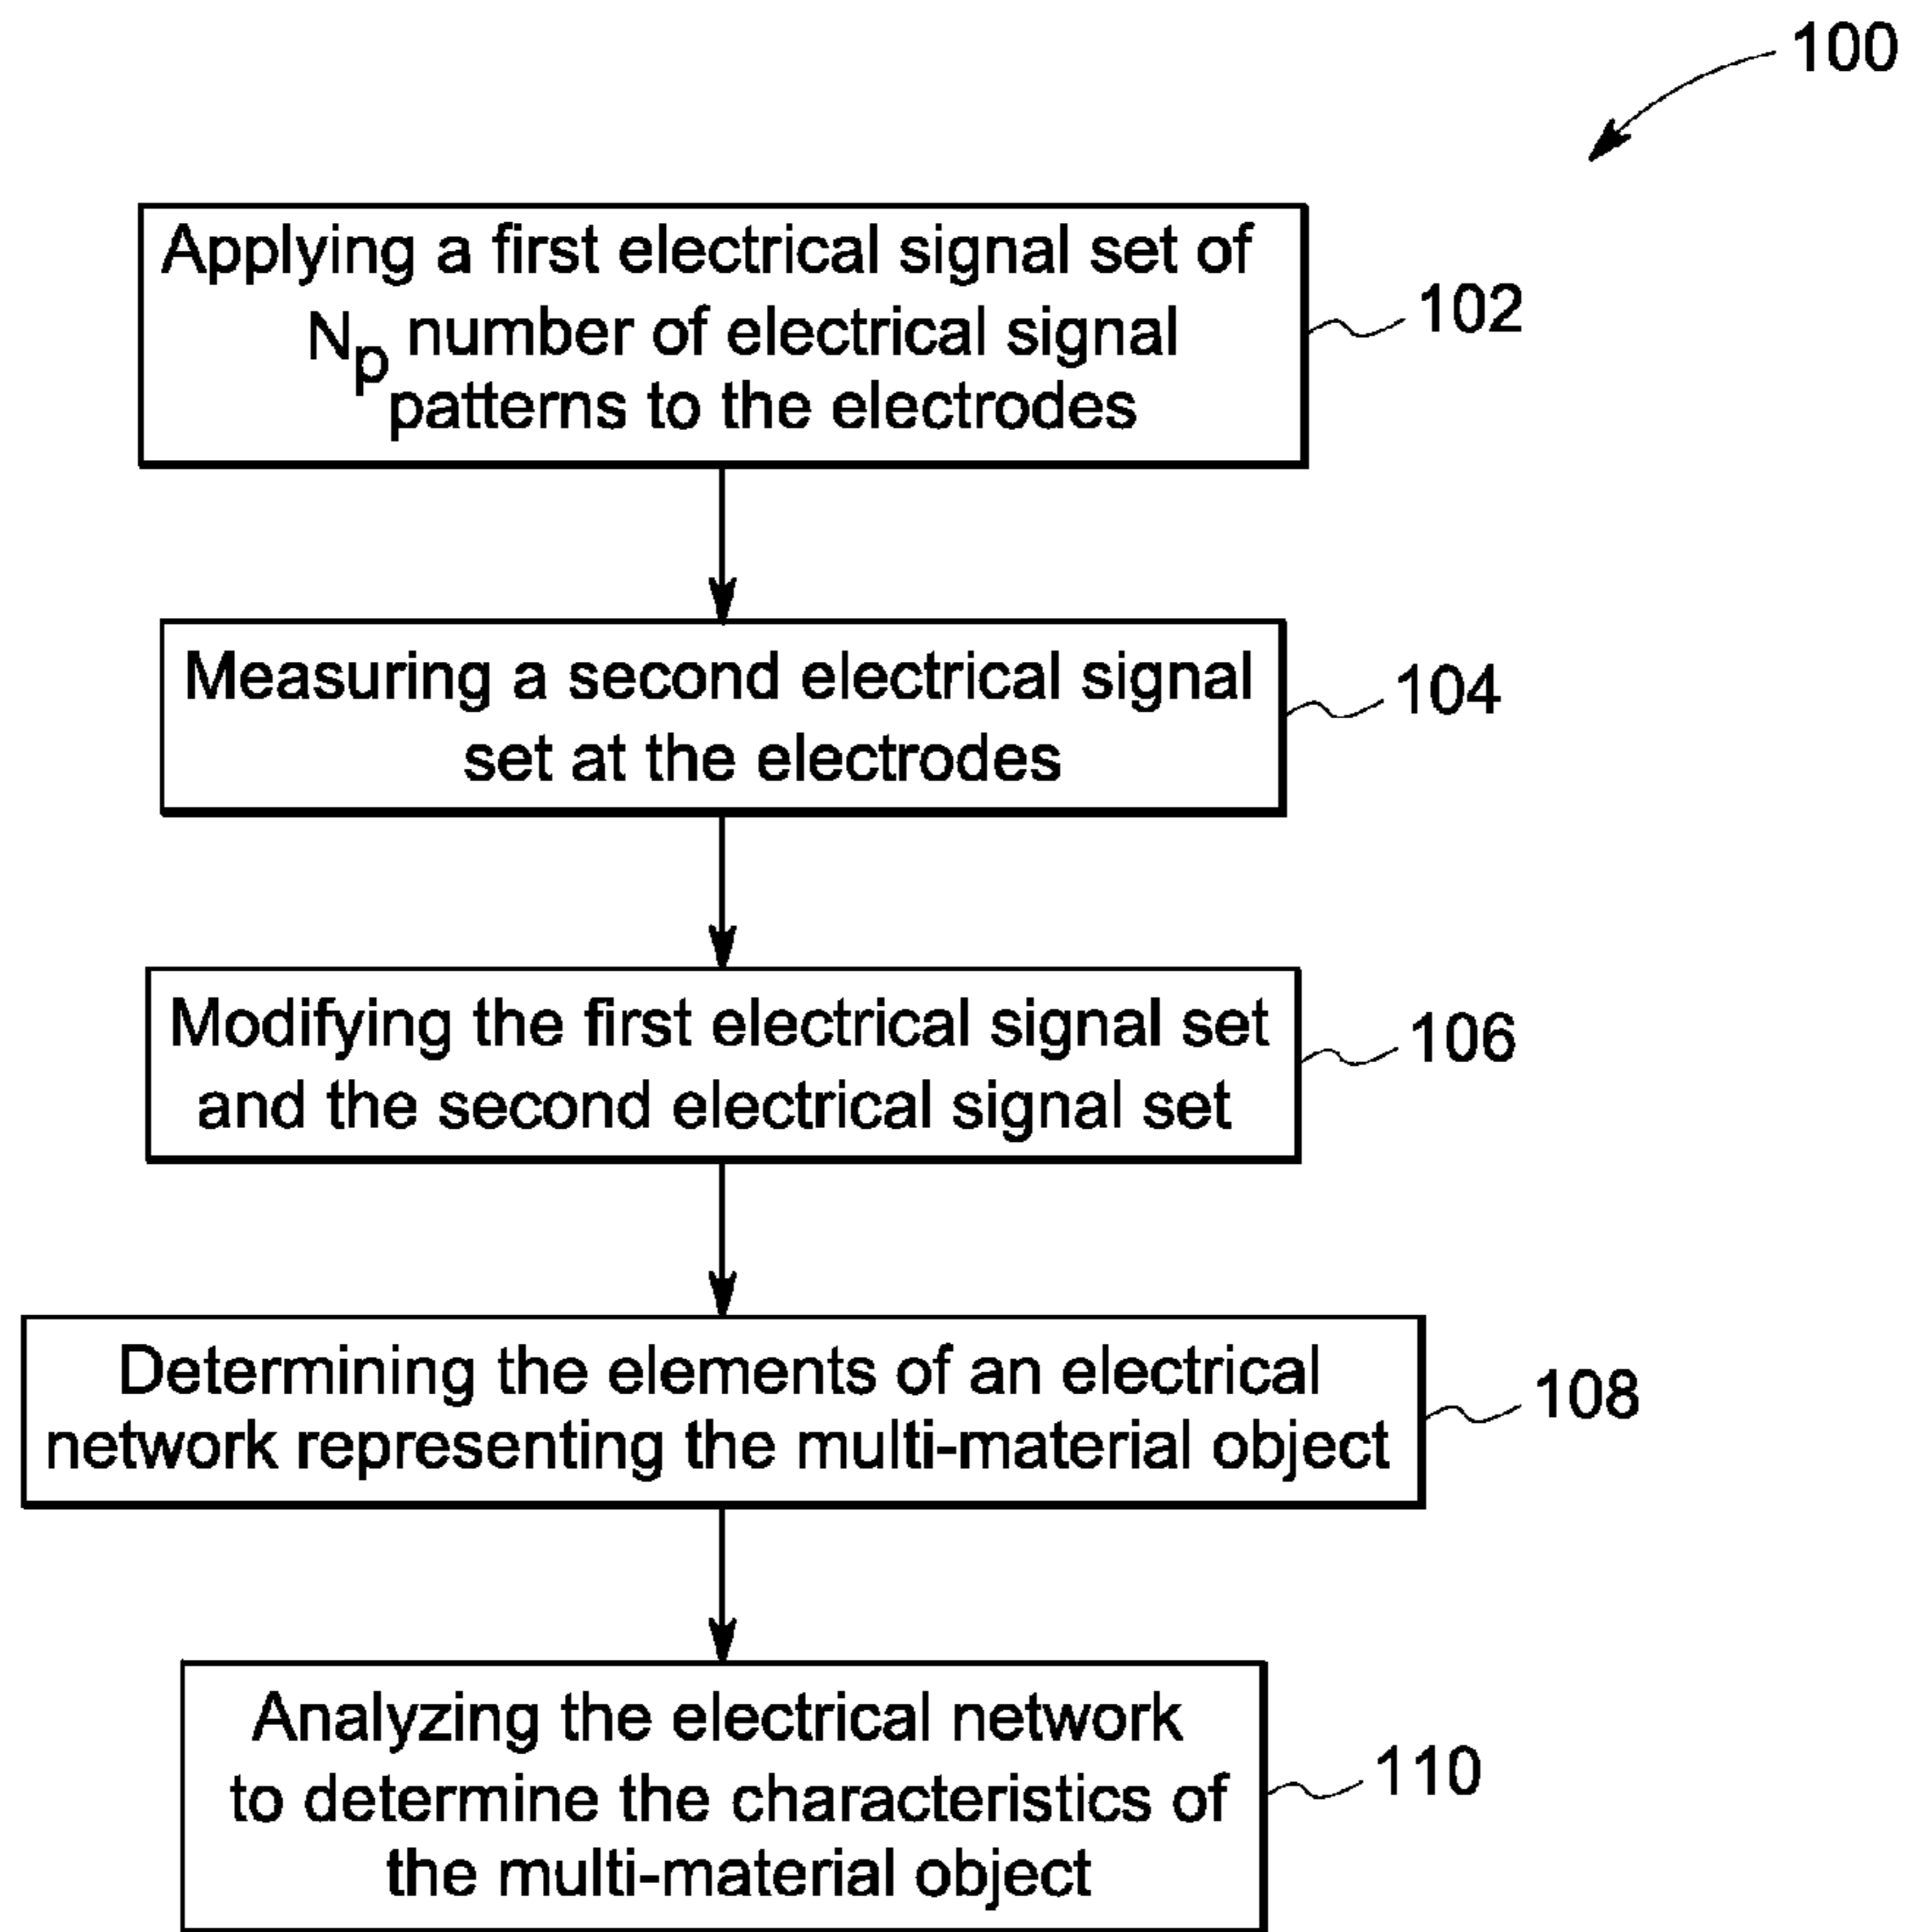 100
Applying a first electrical signal set of
Np number of electrical signal
patterns to the electrodes
102
Measuring a second electrical signal
set at the electrodes
104
Modifying the first electrical signal set
and the second electrical signal set
106
Determining the elements of an electrical
network representing the multi-material object
108
Analyzing the electrical network
to determine the characteristics of
the multi-material object
110